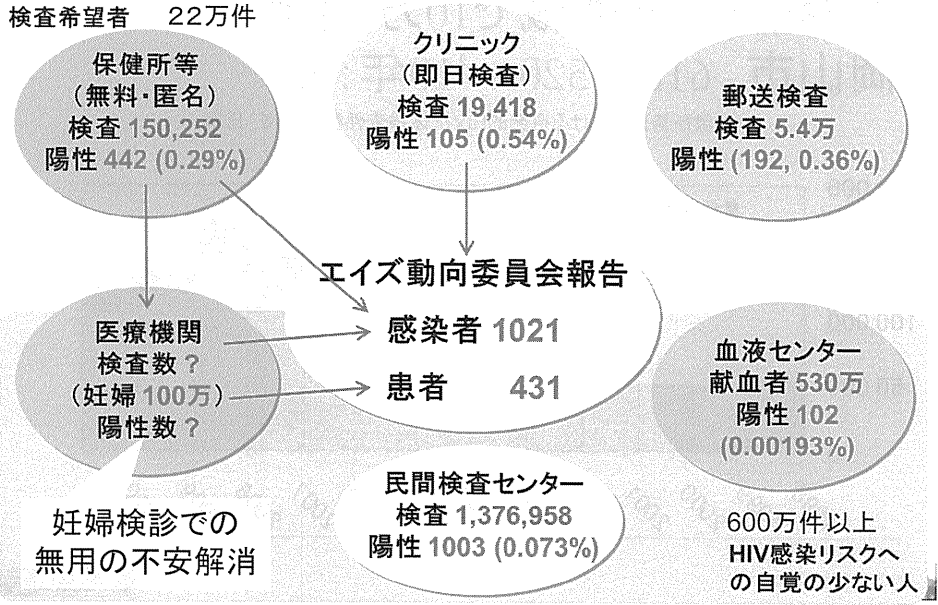 検査希望者 22万件
保健所等
（無料・匿名）
検査 150,252
陽性 442 (0.29%)
クリニック
（即日検査）
検査 19,418
陽性 105 (0.54%)
郵送検査
検査 5.4万
陽性 (192, 0.36%)
エイズ動向委員会報告
感染者 1021
患者 431
医療機関
検査数？
（妊婦 100万）
陽性数？
妊婦検診での
無用の不安解消
血液センター
献血者 530万
陽性 102
(0.00193%)
民間検査センター
検査 1,376,958
陽性 1003 (0.073%)
600万件以上
HIV感染リスクへ
の自覚の少ない人